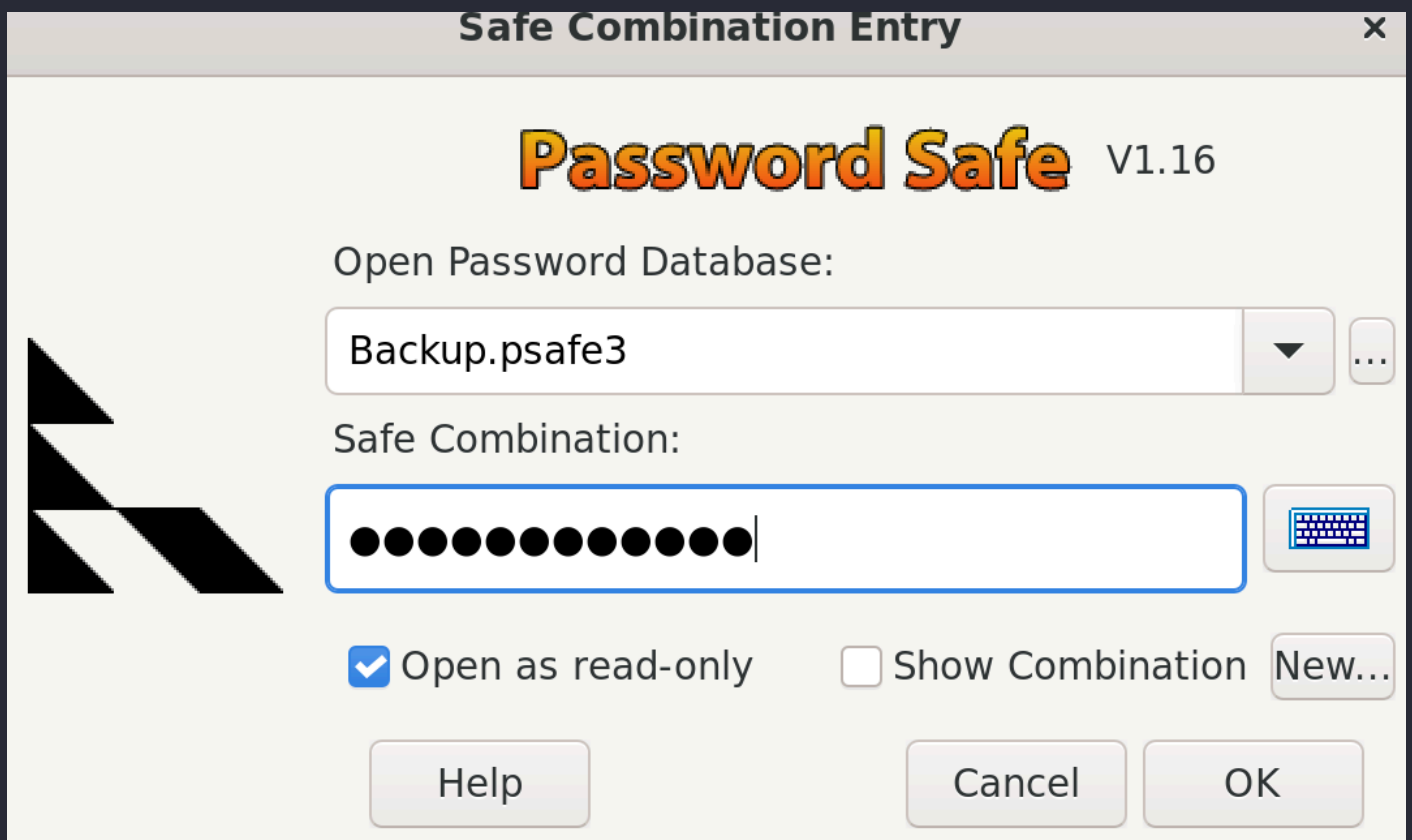 Safe Combination Entry ×
Password Safe V1.16
Open Password Database:
Backup.psafe3 ...
Safe Combination:
●●●●●●●●●●●●
Open as read-only Show Combination New...
Help Cancel OK